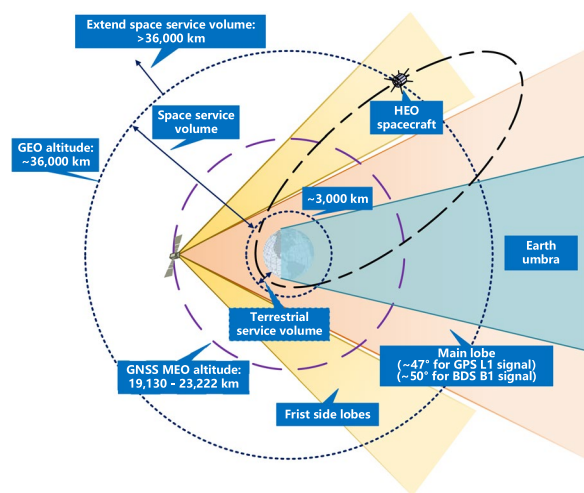 Extend space service volume:
>36,000 km
Space service
volume
GEO altitude:
~36,000 km
HEO
spacecraft
~3,000 km
Earth
umbra
Terrestrial
service volume
Main lobe
(~47° for GPS L1 signal)
(~50° for BDS B1 signal)
GNSS MEO altitude:
19,130 - 23,222 km
Frist side lobes